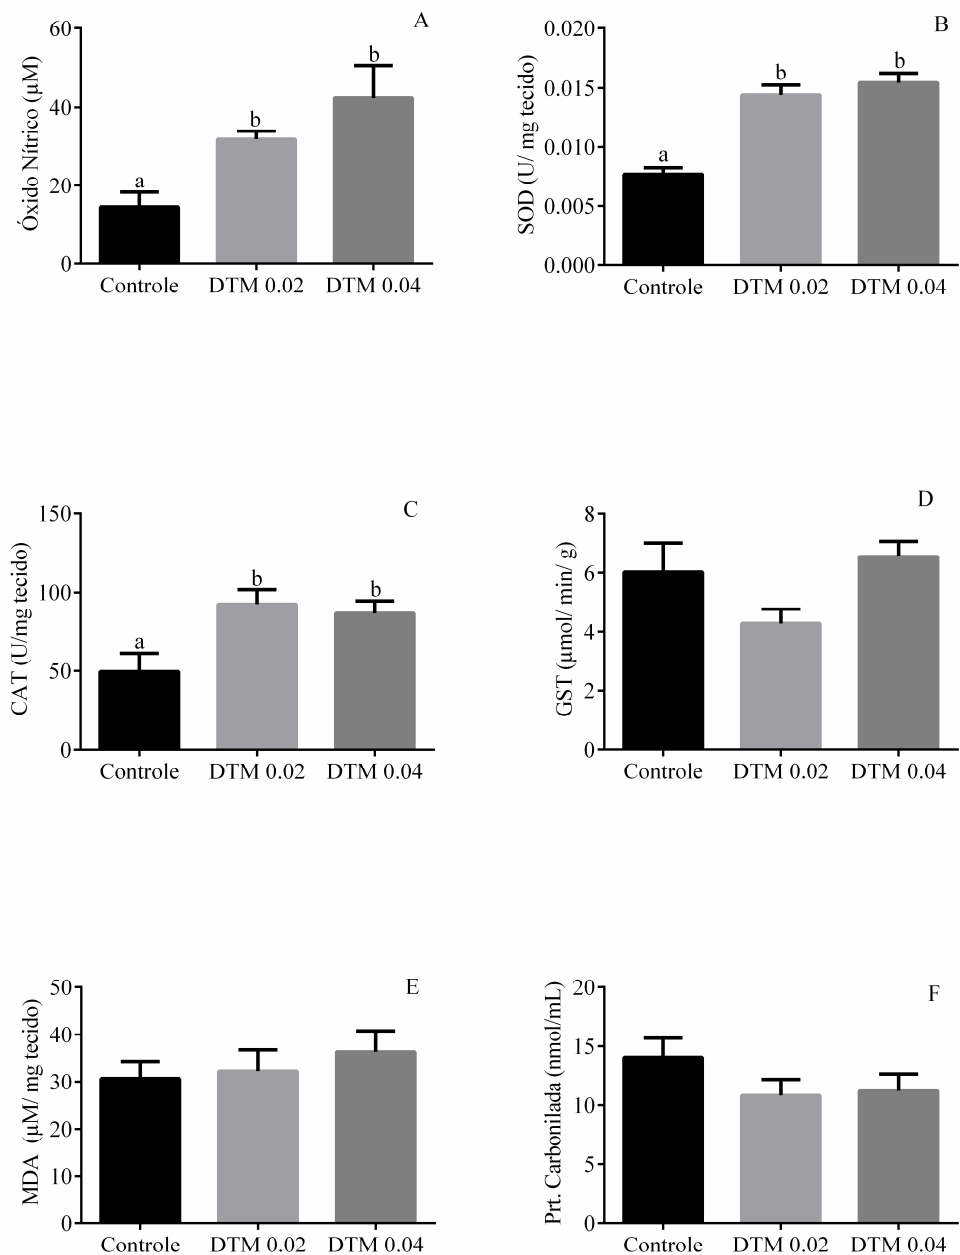 A
Óxido Nítrico (µM)
60
40
20
0
a
b
b
Controle
DTM 0.02
DTM 0.04
B
SOD (U/ mg tecido)
0.020
0.015
0.010
0.005
0.000
a
b
b
Controle
DTM 0.02
DTM 0.04
C
CAT (U/mg tecido)
150
100
50
0
a
b
b
Controle
DTM 0.02
DTM 0.04
D
GST (µmol/ min/ g)
8
6
4
2
0
Controle
DTM 0.02
DTM 0.04
E
MDA (µM/ mg tecido)
50
40
30
20
10
0
Controle
DTM 0.02
DTM 0.04
F
Prt. Carbonilada (nmol/mL)
20
15
10
5
0
Controle
DTM 0.02
DTM 0.04